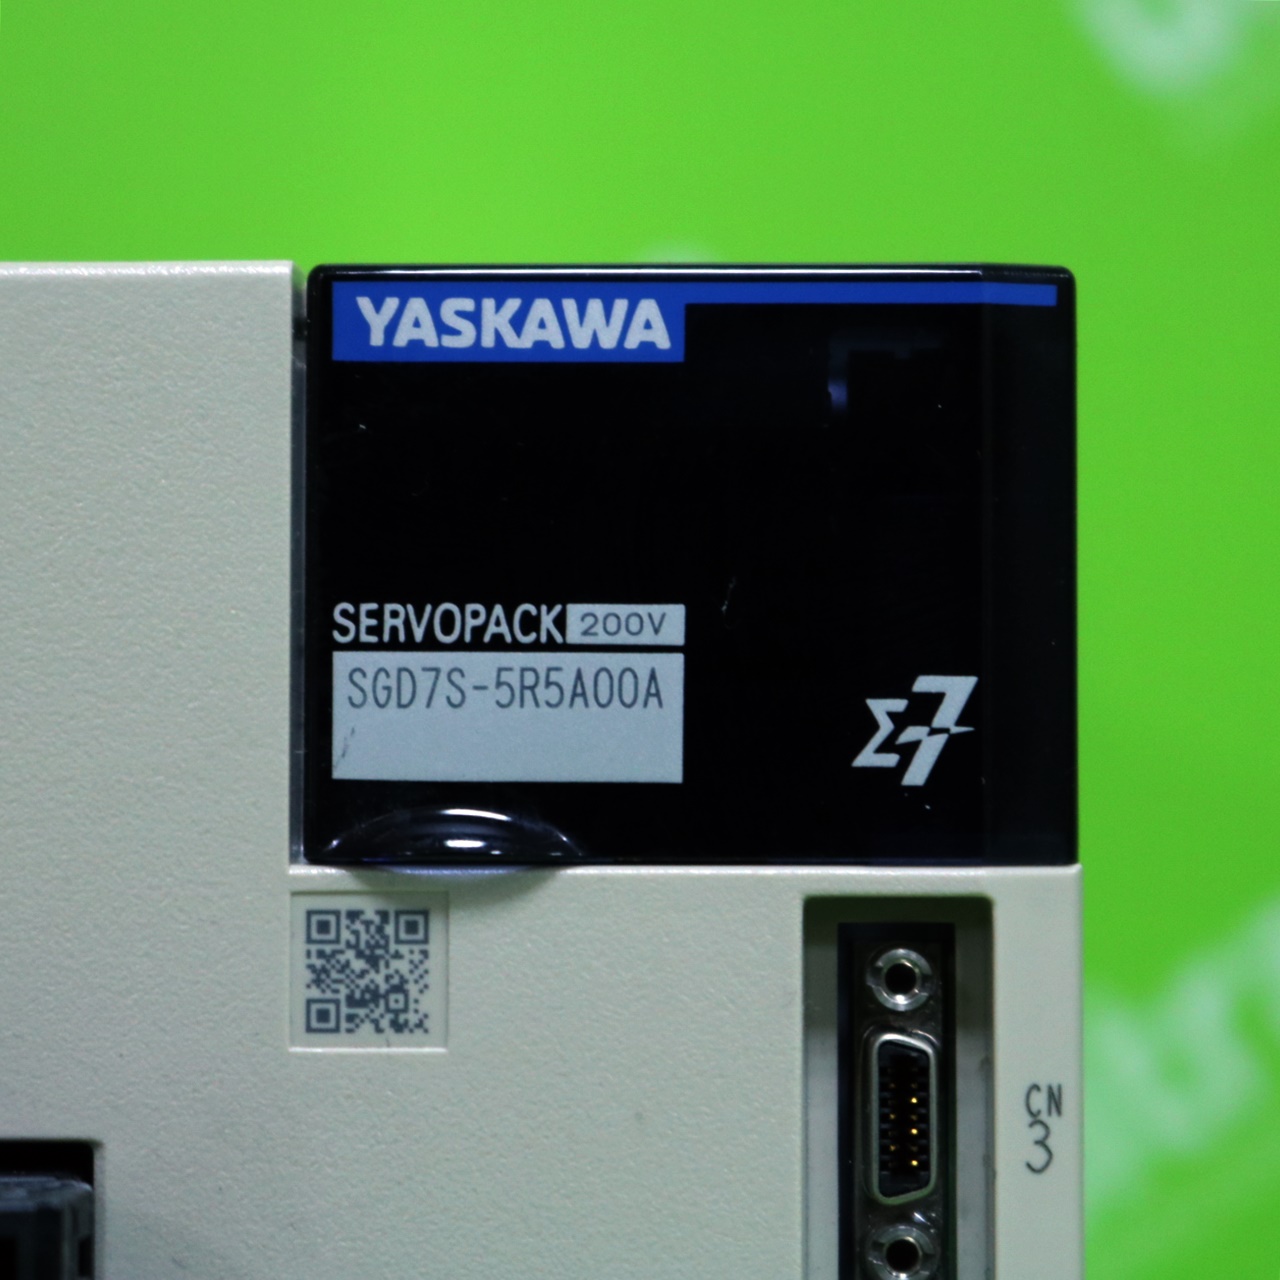 YASKAWA
SERVOPACK 200V
SGD7S-5R5A00A
Σ7
CN
3